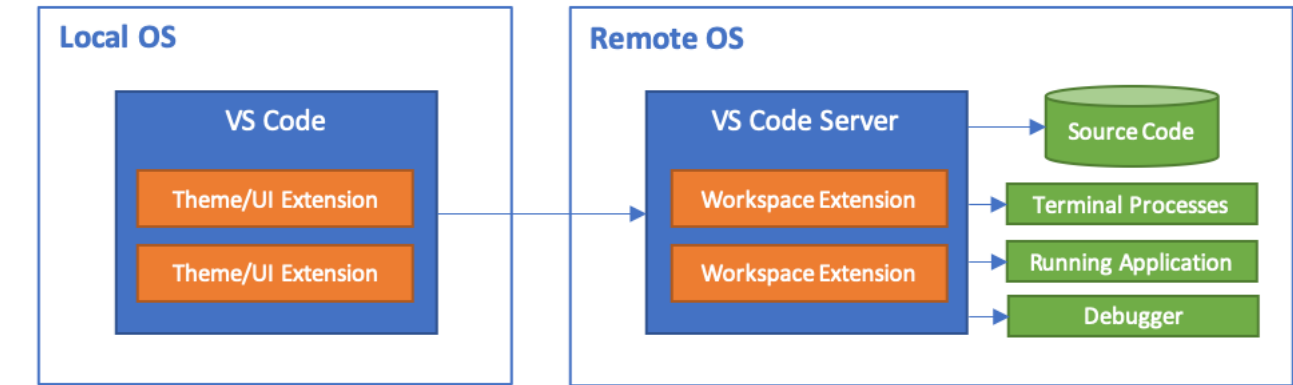 Local OS
VS Code
Theme/UI Extension
Theme/UI Extension
Remote OS
VS Code Server
Workspace Extension
Workspace Extension
Source Code
Terminal Processes
Running Application
Debugger